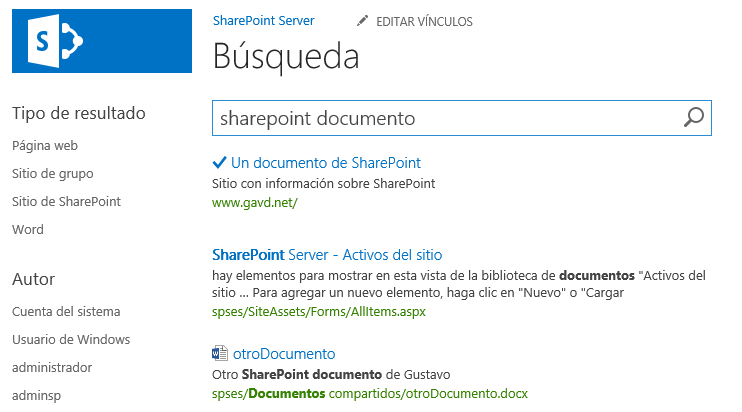 SharePoint Server
EDITAR VÍNCULOS
Búsqueda
sharepoint documento
Tipo de resultado
Página web
Sitio de grupo
Sitio de SharePoint
Word
Autor
Cuenta del sistema
Usuario de Windows
administrador
adminsp
Un documento de SharePoint
Sitio con información sobre SharePoint
www.gavd.net/
SharePoint Server - Activos del sitio
hay elementos para mostrar en esta vista de la biblioteca de documentos "Activos del
sitio ... Para agregar un nuevo elemento, haga clic en "Nuevo" o "Cargar
spses/SiteAssets/Forms/AllItems.aspx
otroDocumento
Otro SharePoint documento de Gustavo
spses/Documentos compartidos/otroDocumento.docx